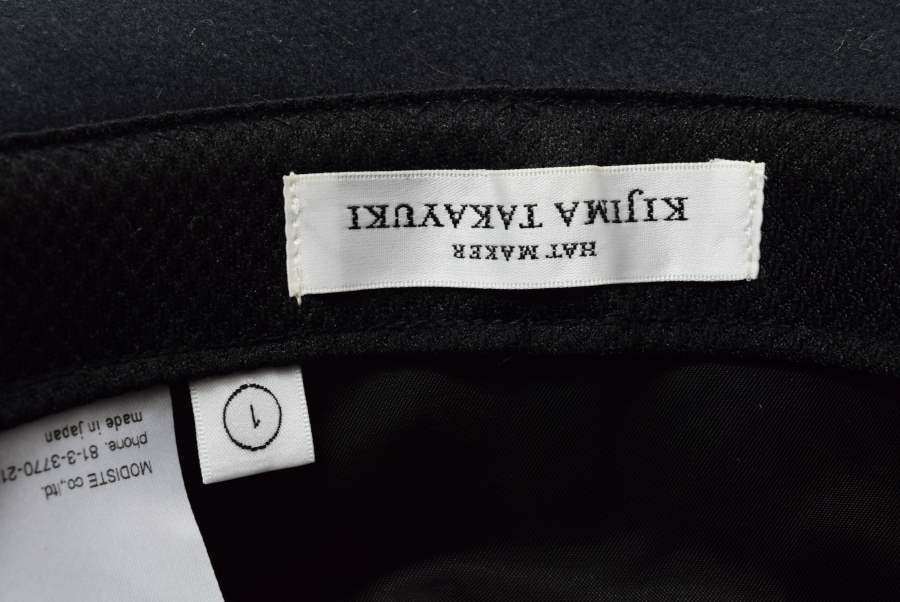 HAT MAKER
KIJIMA TAKAYUKI
1
MODISTE co.,ltd.
phone. 81-3-3770-21
made in japan